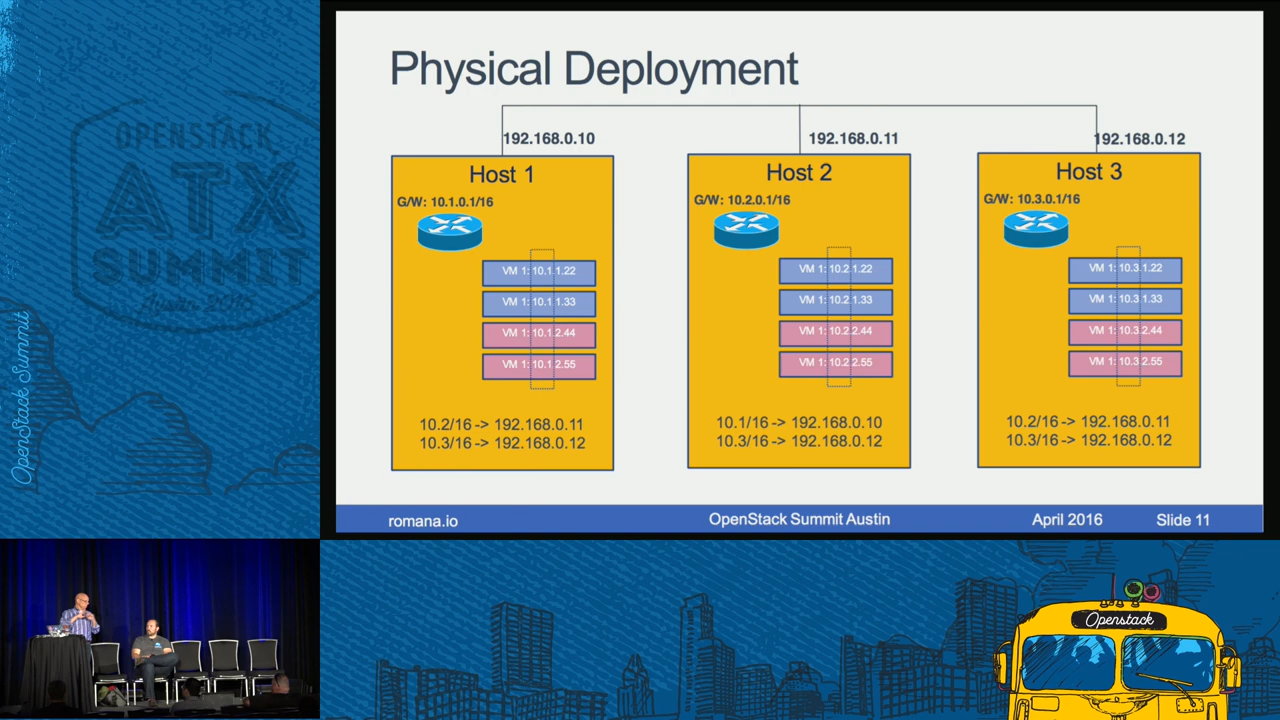 OPENSTACK
ATX
SUMMIT
Austin 2016
OpenStack Summit
Physical Deployment
192.168.0.10
192.168.0.11
192.168.0.12
Host 1
G/W: 10.1.0.1/16
VM 1: 10.1.1.22
VM 1: 10.1.1.33
VM 1: 10.1.2.44
VM 1: 10.1.2.55
10.2/16 -> 192.168.0.11
10.3/16 -> 192.168.0.12
Host 2
G/W: 10.2.0.1/16
VM 1: 10.2.1.22
VM 1: 10.2.1.33
VM 1: 10.2.2.44
VM 1: 10.2.2.55
10.1/16 -> 192.168.0.10
10.3/16 -> 192.168.0.12
Host 3
G/W: 10.3.0.1/16
VM 1: 10.3.1.22
VM 1: 10.3.1.33
VM 1: 10.3.2.44
VM 1: 10.3.2.55
10.2/16 -> 192.168.0.11
10.3/16 -> 192.168.0.12
romana.io
OpenStack Summit Austin
April 2016
Slide 11
Openstack